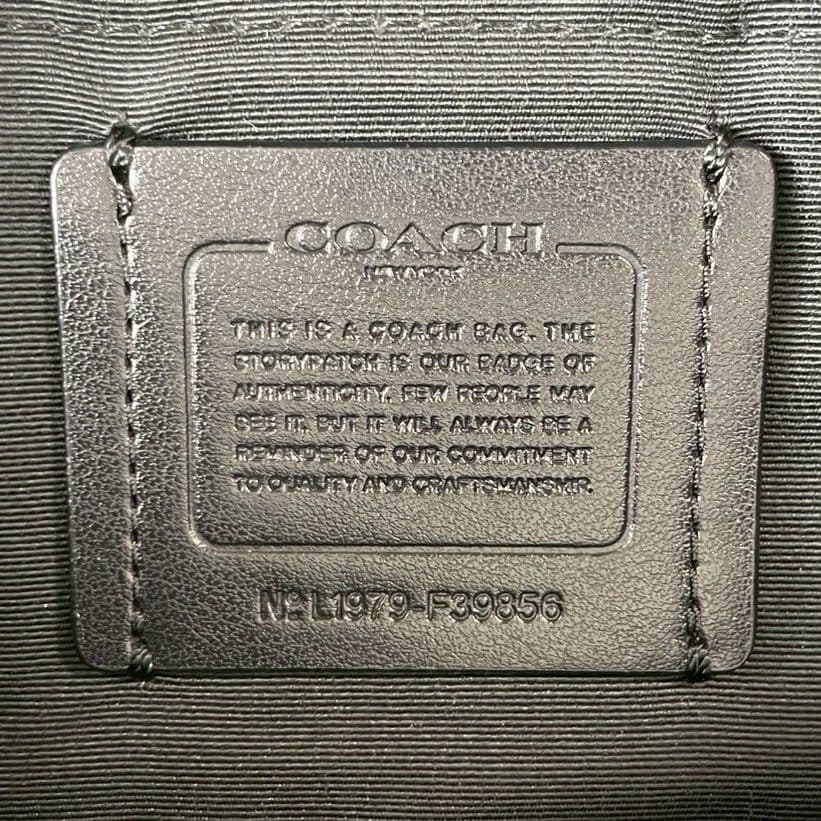 COACH
NEW YORK
THIS IS A COACH BAG. THE
STORYPATCH IS OUR BADGE OF
AUTHENTICITY. FEW PEOPLE MAY
SEE IT. BUT IT WILL ALWAYS BE A
REMINDER OF OUR COMMITMENT
TO QUALITY AND CRAFTSMANSHIP.
Nº L1979-F39856